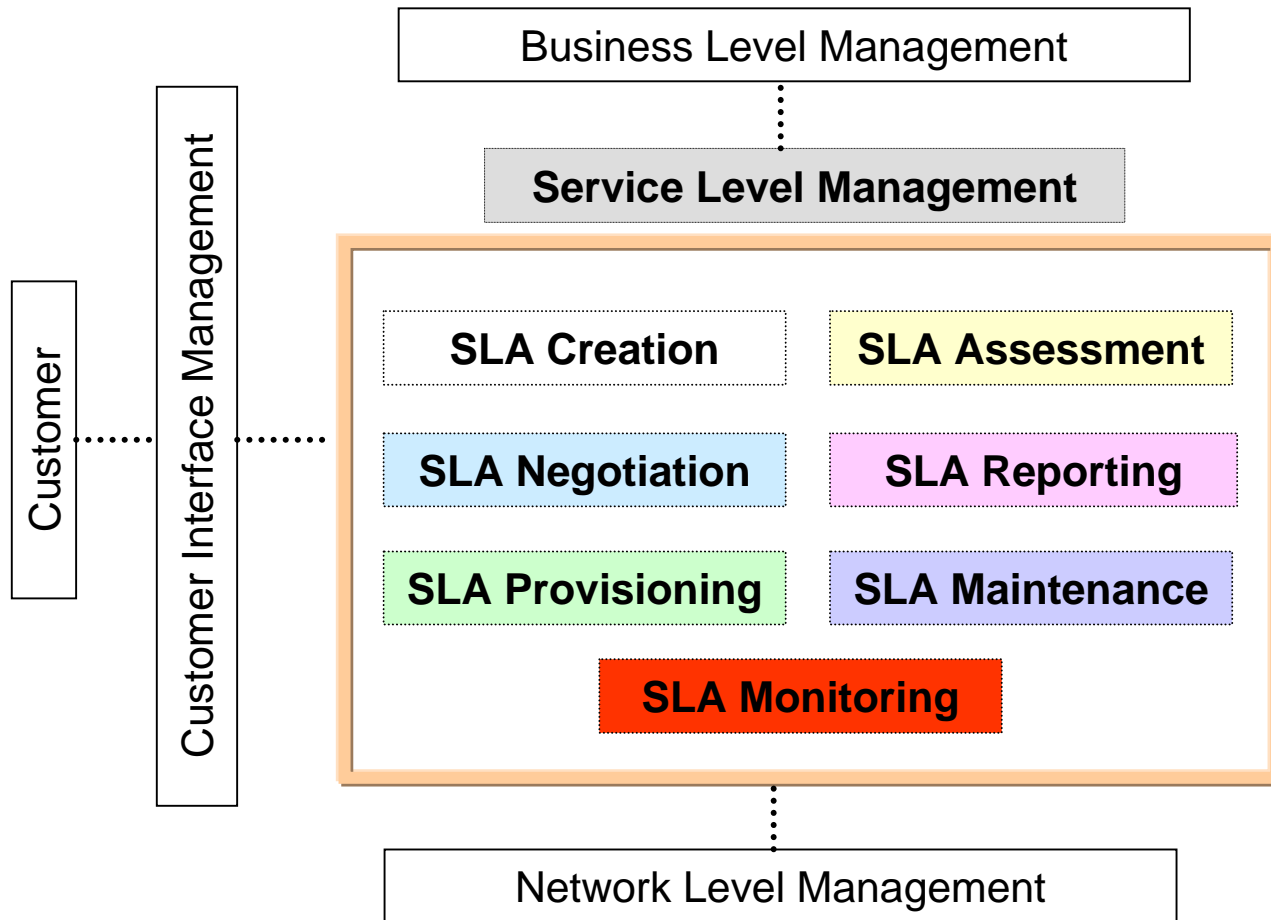 Business Level Management
Service Level Management
Customer
Customer Interface Management
SLA Creation
SLA Assessment
SLA Negotiation
SLA Reporting
SLA Provisioning
SLA Maintenance
SLA Monitoring
Network Level Management